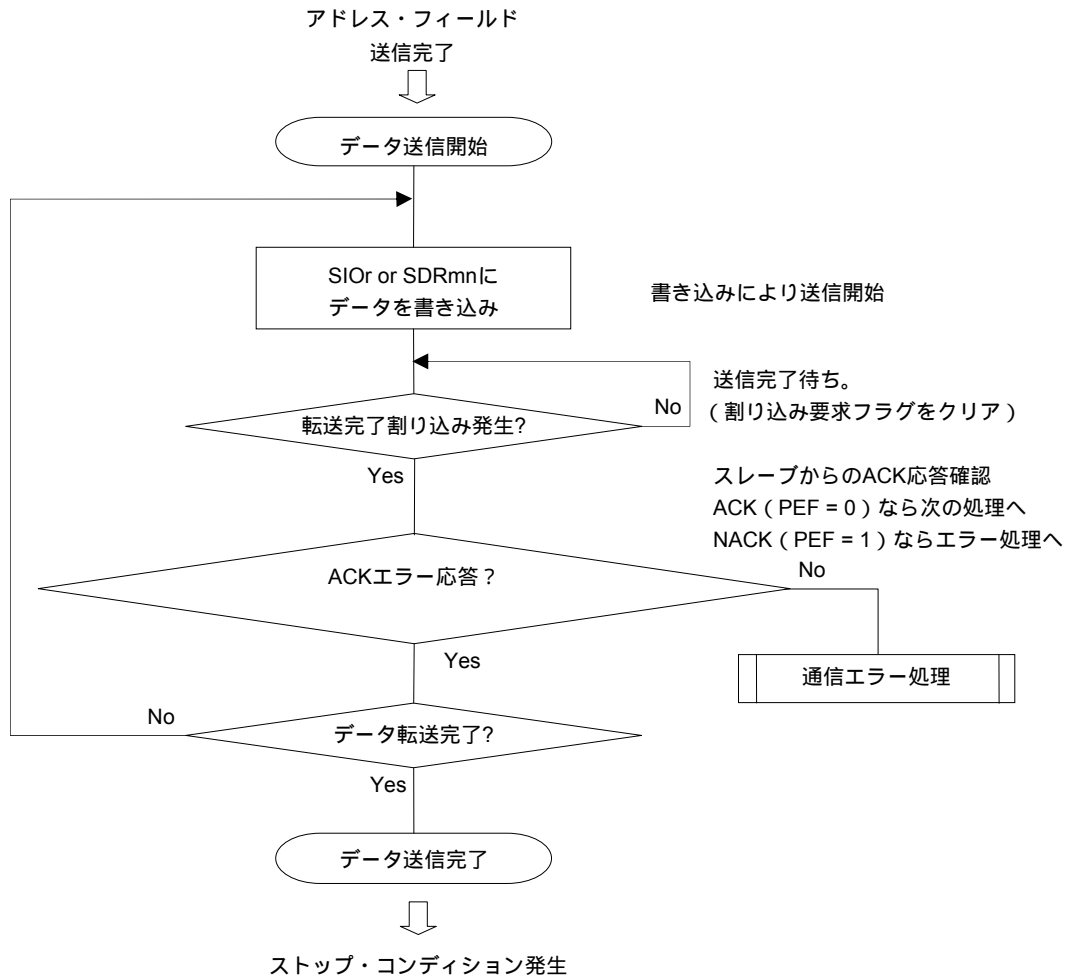 アドレス・フィールド
送信完了
データ送信開始
SIOr or SDRmnに
データを書き込み
書き込みにより送信開始
送信完了待ち。
（割り込み要求フラグをクリア）
No
転送完了割り込み発生?
Yes
スレーブからのACK応答確認
ACK（PEF = 0）なら次の処理へ
NACK（PEF = 1）ならエラー処理へ
No
ACKエラー応答？
Yes
通信エラー処理
No
データ転送完了?
Yes
データ送信完了
ストップ・コンディション発生